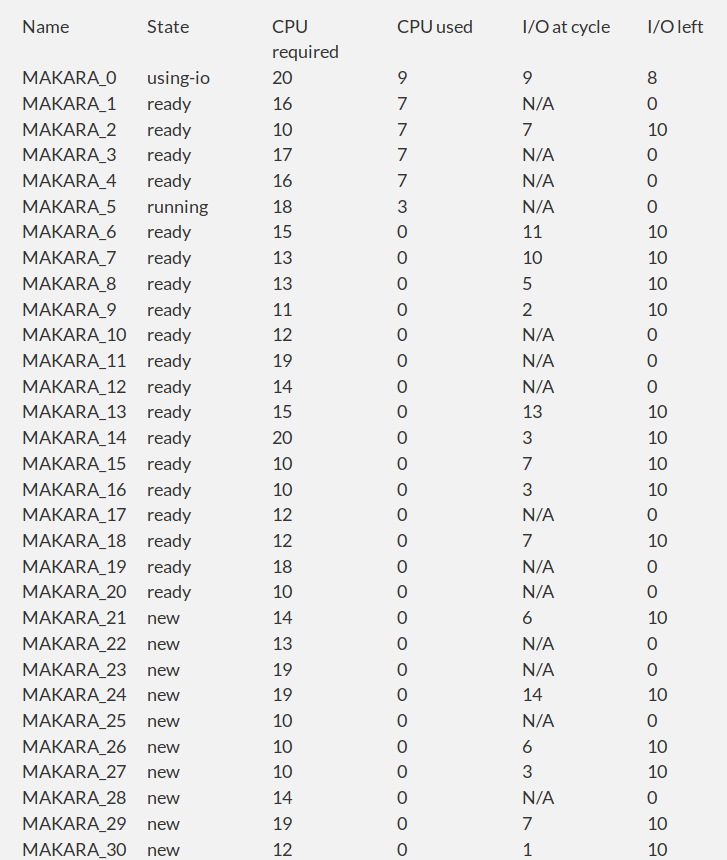 Name State CPU required CPU used I/O at cycle I/O left
MAKARA_0 using-io 20 9 9 8
MAKARA_1 ready 16 7 N/A 0
MAKARA_2 ready 10 7 7 10
MAKARA_3 ready 17 7 N/A 0
MAKARA_4 ready 16 7 N/A 0
MAKARA_5 running 18 3 N/A 0
MAKARA_6 ready 15 0 11 10
MAKARA_7 ready 13 0 10 10
MAKARA_8 ready 13 0 5 10
MAKARA_9 ready 11 0 2 10
MAKARA_10 ready 12 0 N/A 0
MAKARA_11 ready 19 0 N/A 0
MAKARA_12 ready 14 0 N/A 0
MAKARA_13 ready 15 0 13 10
MAKARA_14 ready 20 0 3 10
MAKARA_15 ready 10 0 7 10
MAKARA_16 ready 10 0 3 10
MAKARA_17 ready 12 0 N/A 0
MAKARA_18 ready 12 0 7 10
MAKARA_19 ready 18 0 N/A 0
MAKARA_20 ready 10 0 N/A 0
MAKARA_21 new 14 0 6 10
MAKARA_22 new 13 0 N/A 0
MAKARA_23 new 19 0 N/A 0
MAKARA_24 new 19 0 14 10
MAKARA_25 new 10 0 N/A 0
MAKARA_26 new 10 0 6 10
MAKARA_27 new 10 0 3 10
MAKARA_28 new 14 0 N/A 0
MAKARA_29 new 19 0 7 10
MAKARA_30 new 12 0 1 10